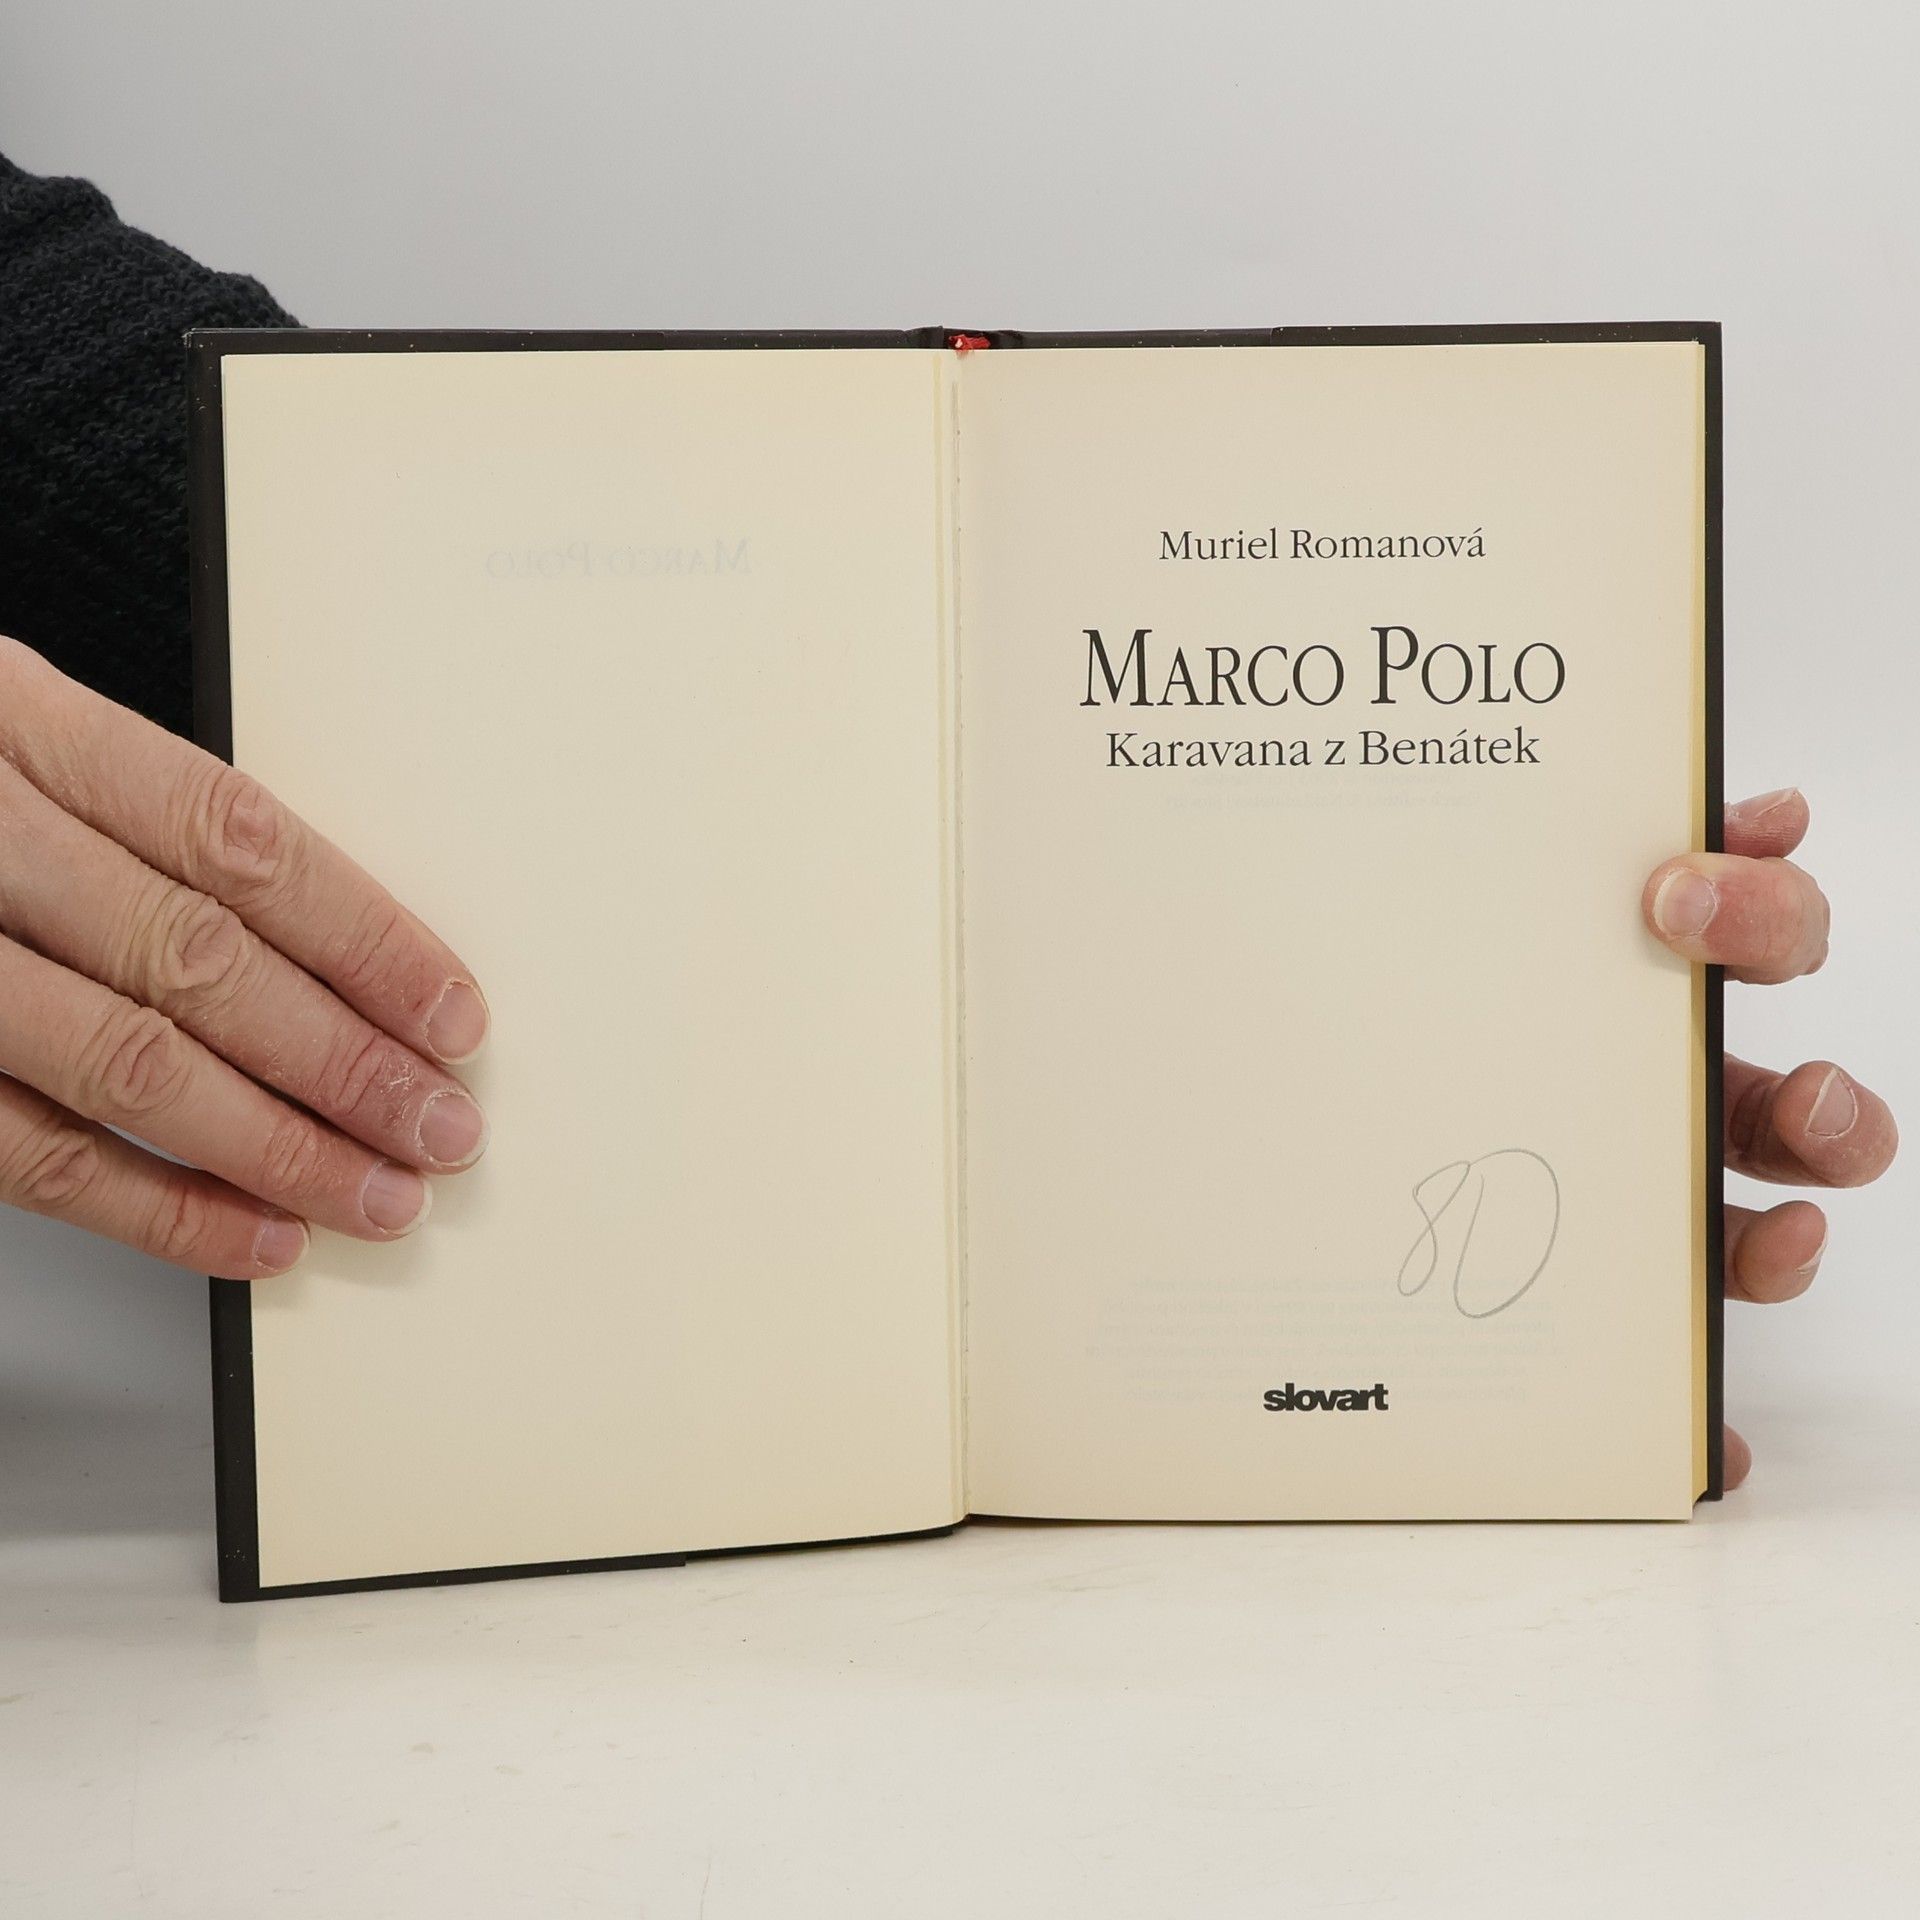 Marco Polo
Muriel Romanová
Marco Polo
Karavana z Benátek
80
slovart